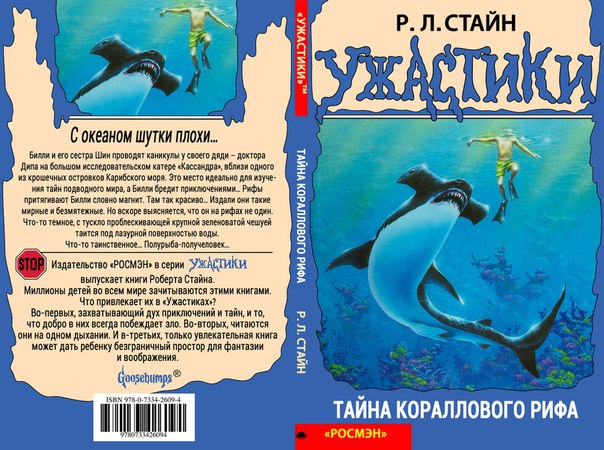 С океаном шутки плохи...
Билли и его сестра Шин проводят каникулы у своего дяди – доктора
Дипа на большом исследовательском катере «Кассандра», вблизи одного
из крошечных островков Карибского моря. Это место идеально для изуче-
ния тайн подводного мира, а Билли бредит приключениями... Рифы
притягивают Билли словно магнит. Там так красиво... Издали они такие
мирные и безмятежные. Но вскоре выясняется, что он на рифах не один.
Что-то темное, с тускло проблескивающей крупной зеленоватой чешуей
таится под лазурной поверхностью воды.
Что-то таинственное... Полурыба-получеловек...
STOP
Издательство «РОСМЭН» в серии УЖАСТИКИ
выпускает книги Роберта Стайна.
Миллионы детей во всем мире зачитываются этими книгами.
Что привлекает их в «Ужастиках»?
Во-первых, захватывающий дух приключений и тайн, и то,
что добро в них всегда побеждает зло. Во-вторых, читаются
они на одном дыхании. И в-третьих, только увлекательная книга
может дать ребенку безграничный простор для фантазии
и воображения.
Goosebumps®
ISBN 978-0-7334-2609-4
9780733426094
«УЖАСТИКИ»™
ТАЙНА КОРАЛЛОВОГО РИФА
Р. Л. СТАЙН
Р. Л. СТАЙН
УЖАСТИКИ
ТАЙНА КОРАЛЛОВОГО РИФА
«РОСМЭН»